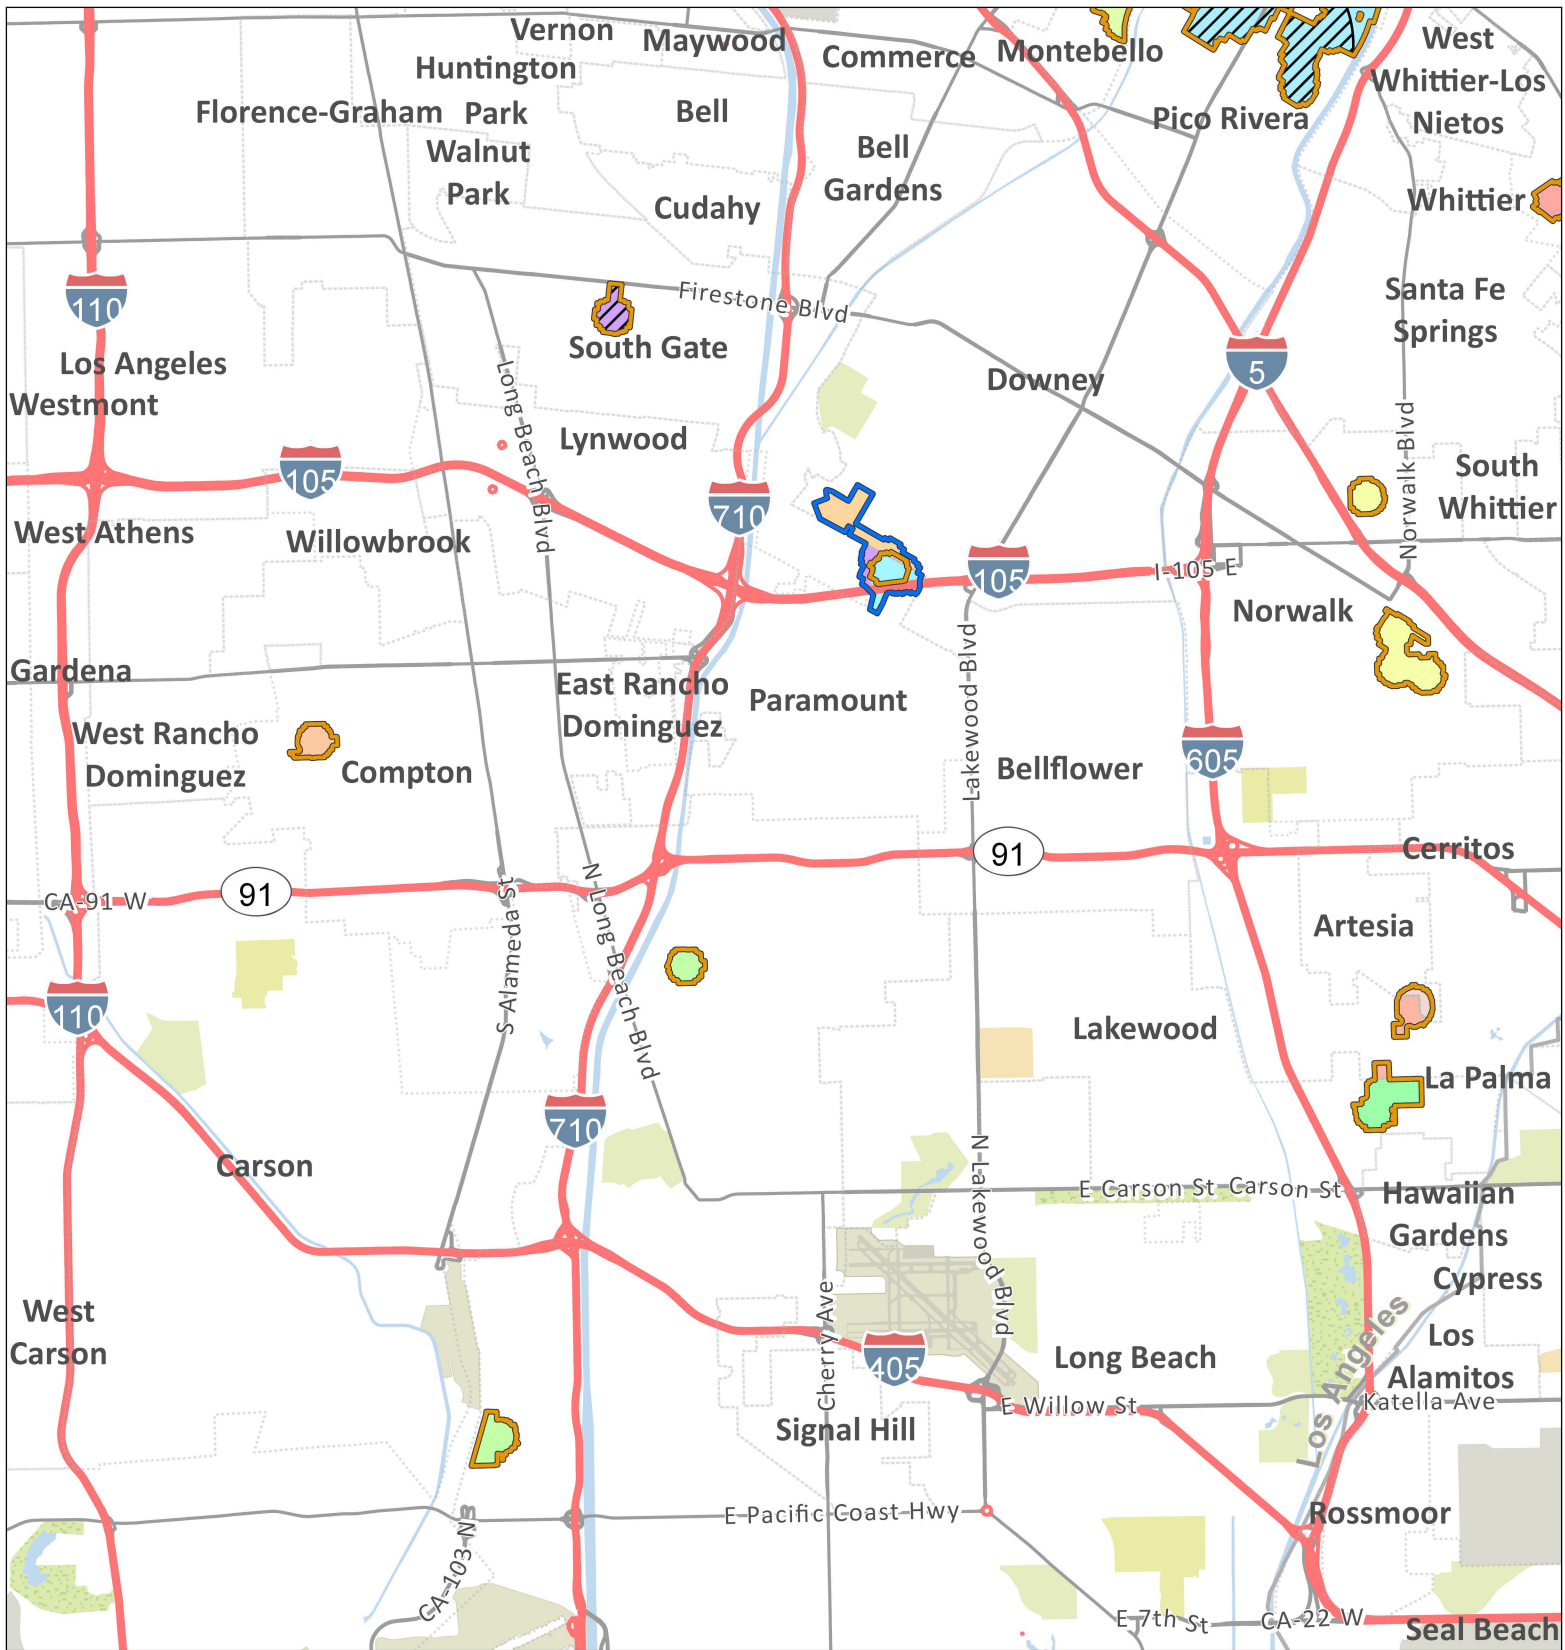 Vernon
Maywood
Commerce
Montebello
West
Whittier-Los
Nietos
Huntington
Park
Florence-Graham
Bell
Pico Rivera
Walnut
Park
Bell
Gardens
Cudahy
Whittier
110
Firestone Blvd
Santa Fe
Springs
South Gate
Los Angeles
5
Downey
Westmont
Long Beach Blvd
Lynwood
Norwalk Blvd
105
South
Whittier
710
West Athens
Willowbrook
105
I-105 E
Norwalk
Gardena
East Rancho
Dominguez
Paramount
Lakewood Blvd
West Rancho
Dominguez
Compton
Bellflower
605
91
Cerritos
CA-91 W
91
S Alameda St
N Long Beach Blvd
Artesia
110
Lakewood
La Palma
710
Carson
N Lakewood Blvd
E Carson St
Carson St
Hawaiian
Gardens
Cypress
West
Carson
Cherry Ave
405
Long Beach
Los Angeles
Los
Alamitos
E Willow St
Katella Ave
Signal Hill
E Pacific Coast Hwy
Rossmoor
CA-103 N
E 7th St
CA-22 W
Seal Beach